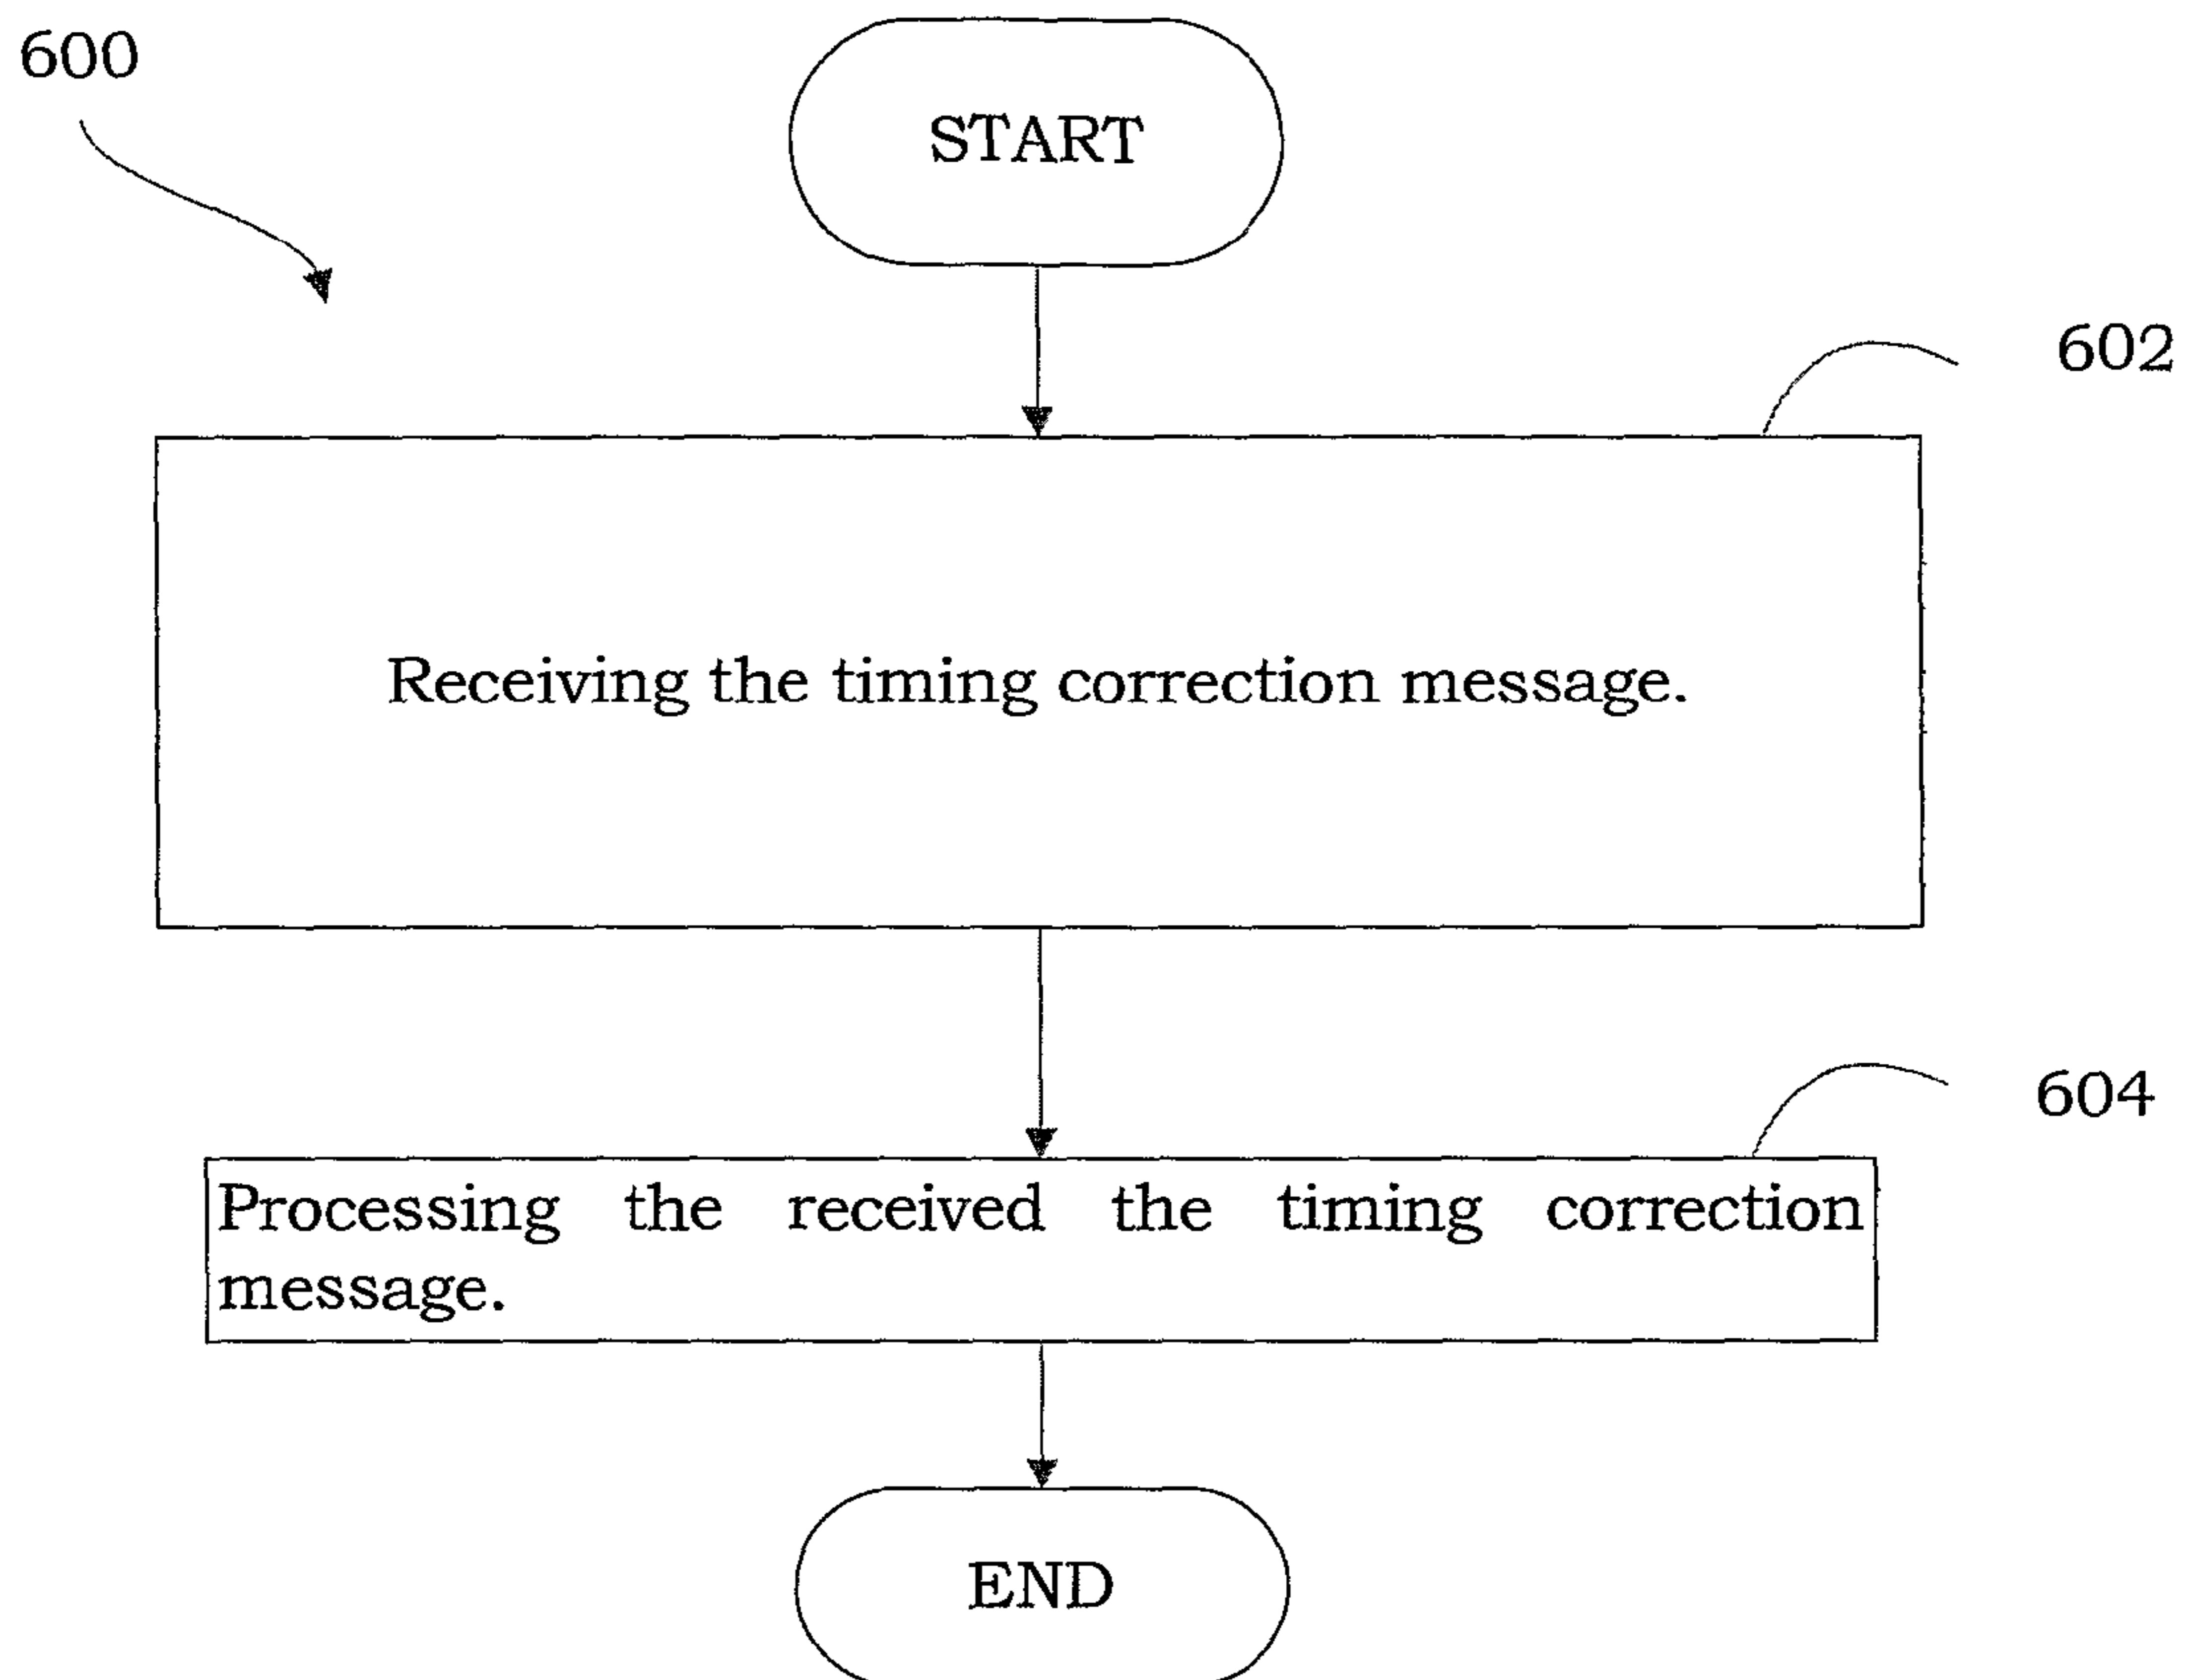 600
START
602
Receiving the timing correction message.
604
Processing the received the timing correction
message.
END